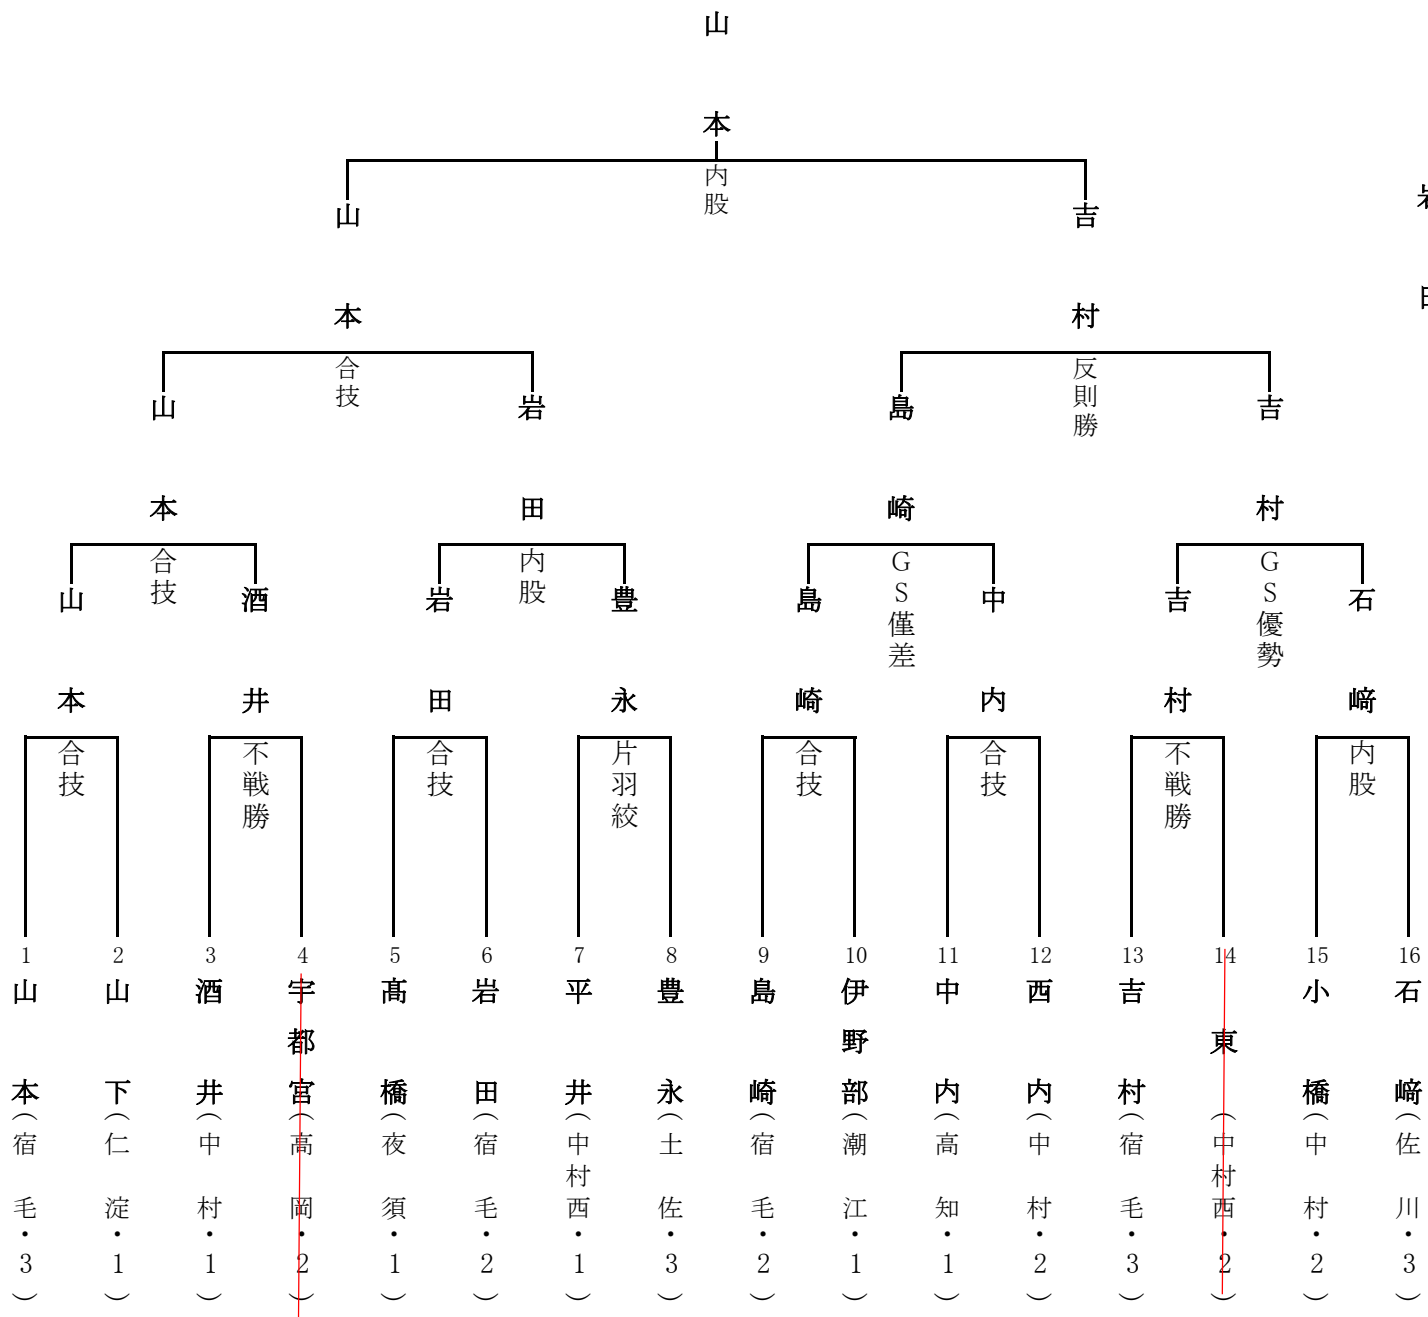 山本
内股
山本
吉村
合技
反則勝
山本
岩田
島崎
吉村
合技
内股
GS僅差
GS優勢
山本
酒井
岩田
豊永
島崎
中内
吉村
石﨑
合技
不戦勝
合技
片羽絞
合技
合技
不戦勝
内股
1 山本（宿毛・3）
2 山下（仁淀・1）
3 酒井（中村・1）
4 宇都宮（高岡・2）
5 髙橋（夜須・1）
6 岩田（宿毛・2）
7 平井（中村西・1）
8 豊永（土佐・3）
9 島崎（宿毛・2）
10 伊野部（潮江・1）
11 中内（高知・1）
12 西内（中村・2）
13 吉村（宿毛・3）
14 東（中村西・2）
15 小橋（中村・2）
16 石﨑（佐川・3）